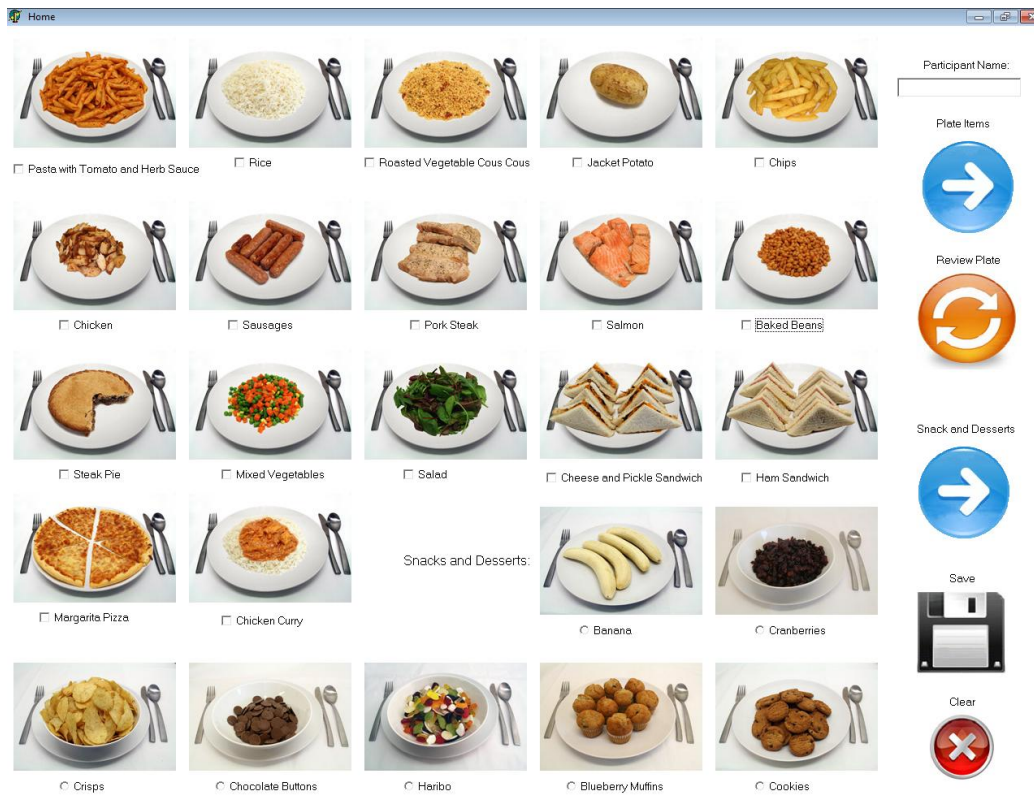 Home
Participant Name:
Pasta with Tomato and Herb Sauce
Rice
Roasted Vegetable Cous Cous
Jacket Potato
Chips
Plate Items
Chicken
Sausages
Pork Steak
Salmon
Baked Beans
Review Plate
Steak Pie
Mixed Vegetables
Salad
Cheese and Pickle Sandwich
Ham Sandwich
Snack and Desserts
Margarita Pizza
Chicken Curry
Snacks and Desserts:
Banana
Cranberries
Save
Crisps
Chocolate Buttons
Haribo
Blueberry Muffins
Cookies
Clear